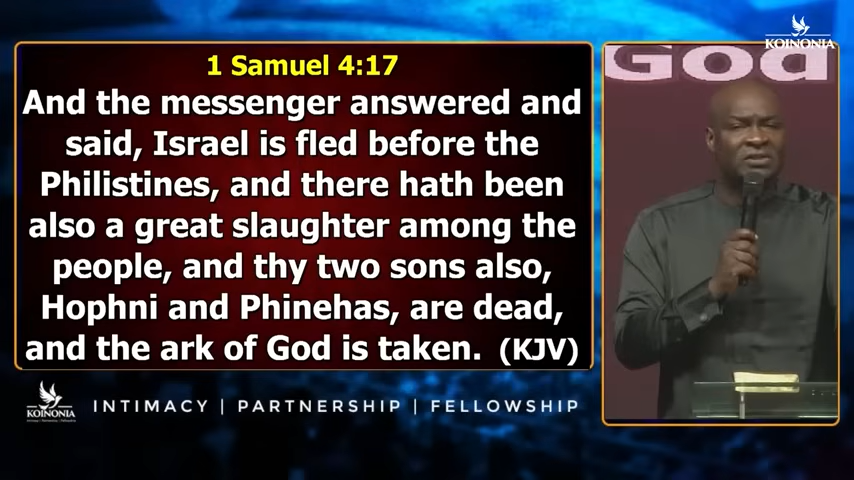 1 Samuel 4:17
And the messenger answered and
said, Israel is fled before the
Philistines, and there hath been
also a great slaughter among the
people, and thy two sons also,
Hophni and Phinehas, are dead,
and the ark of God is taken. (KJV)
God
KOINONIA
KOINONIA
INTIMACY | PARTNERSHIP | FELLOWSHIP